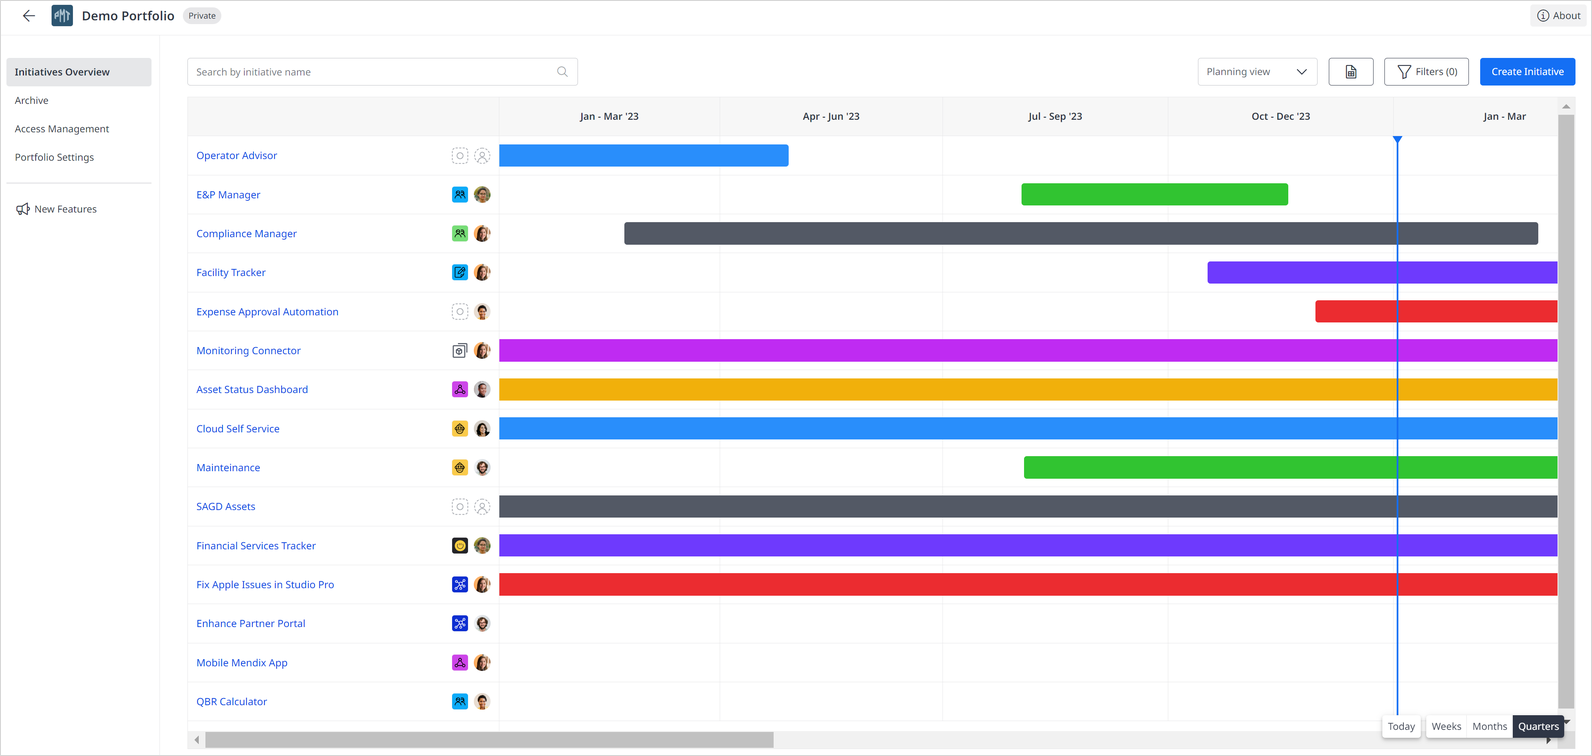 PMT Demo Portfolio Private About
Initiatives Overview
Archive
Access Management
Portfolio Settings
New Features
Search by initiative name Planning view Filters (0) Create Initiative
Jan - Mar '23 Apr - Jun '23 Jul - Sep '23 Oct - Dec '23 Jan - Mar
Operator Advisor
E&P Manager
Compliance Manager
Facility Tracker
Expense Approval Automation
Monitoring Connector
Asset Status Dashboard
Cloud Self Service
Mainteinance
SAGD Assets
Financial Services Tracker
Fix Apple Issues in Studio Pro
Enhance Partner Portal
Mobile Mendix App
QBR Calculator
Today Weeks Months Quarters